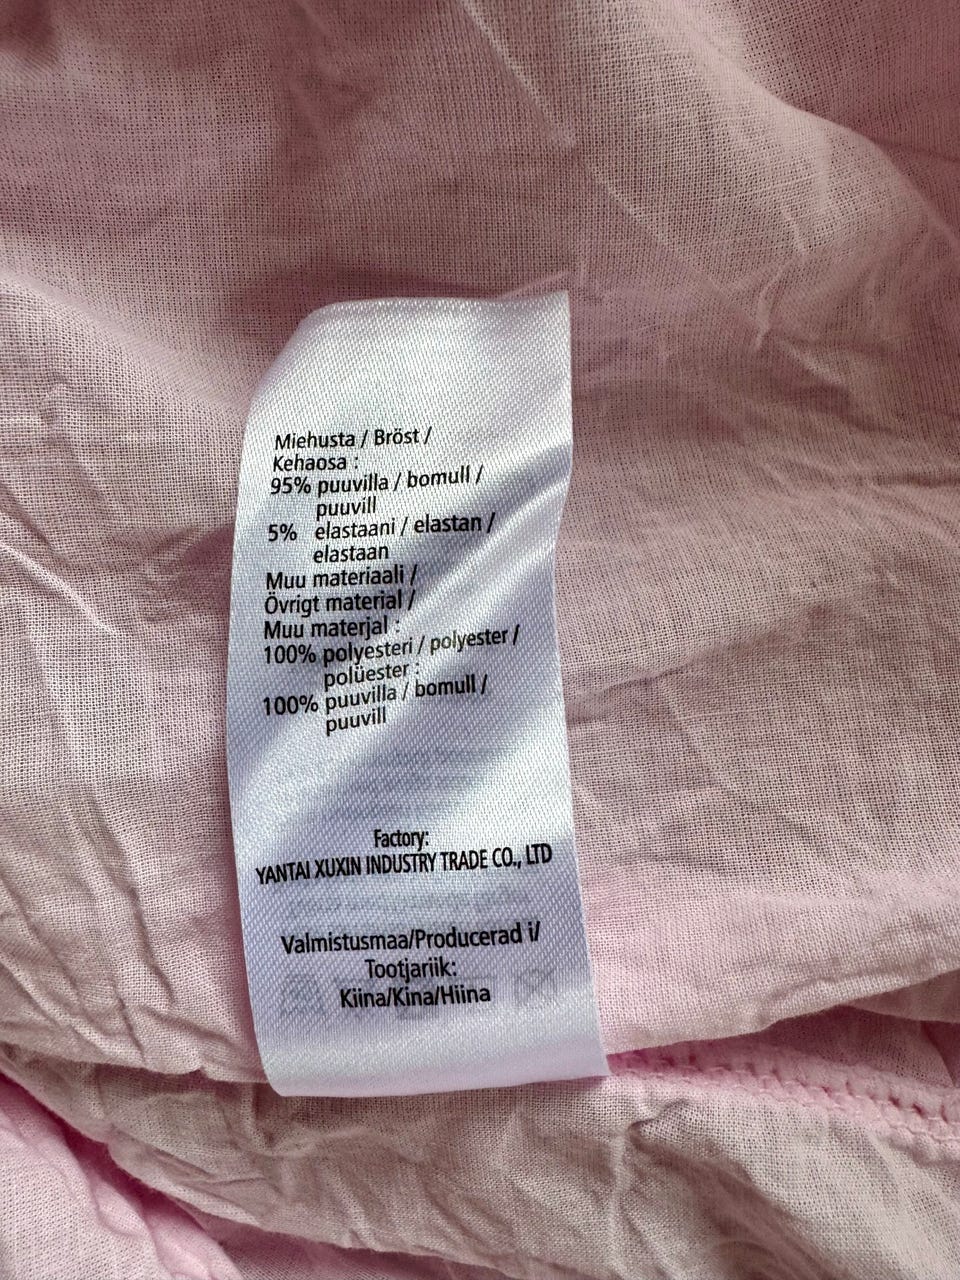 Miehusta / Bröst /
Kehaosa :
95% puuvilla / bomull /
puuvill
5% elastaani / elastan /
elastaan
Muu materiaali /
Övrigt material /
Muu materjal :
100% polyesteri / polyester /
polüester :
100% puuvilla / bomull /
puuvill
Factory:
YANTAI XUXIN INDUSTRY TRADE CO., LTD
Valmistusmaa/Producerad i/
Tootjariik:
Kiina/Kina/Hiina